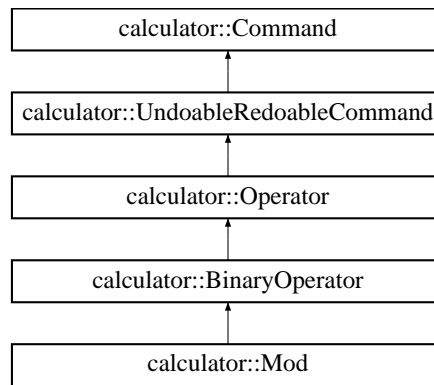 calculator::Command
calculator::UndoableRedoableCommand
calculator::Operator
calculator::BinaryOperator
calculator::Mod